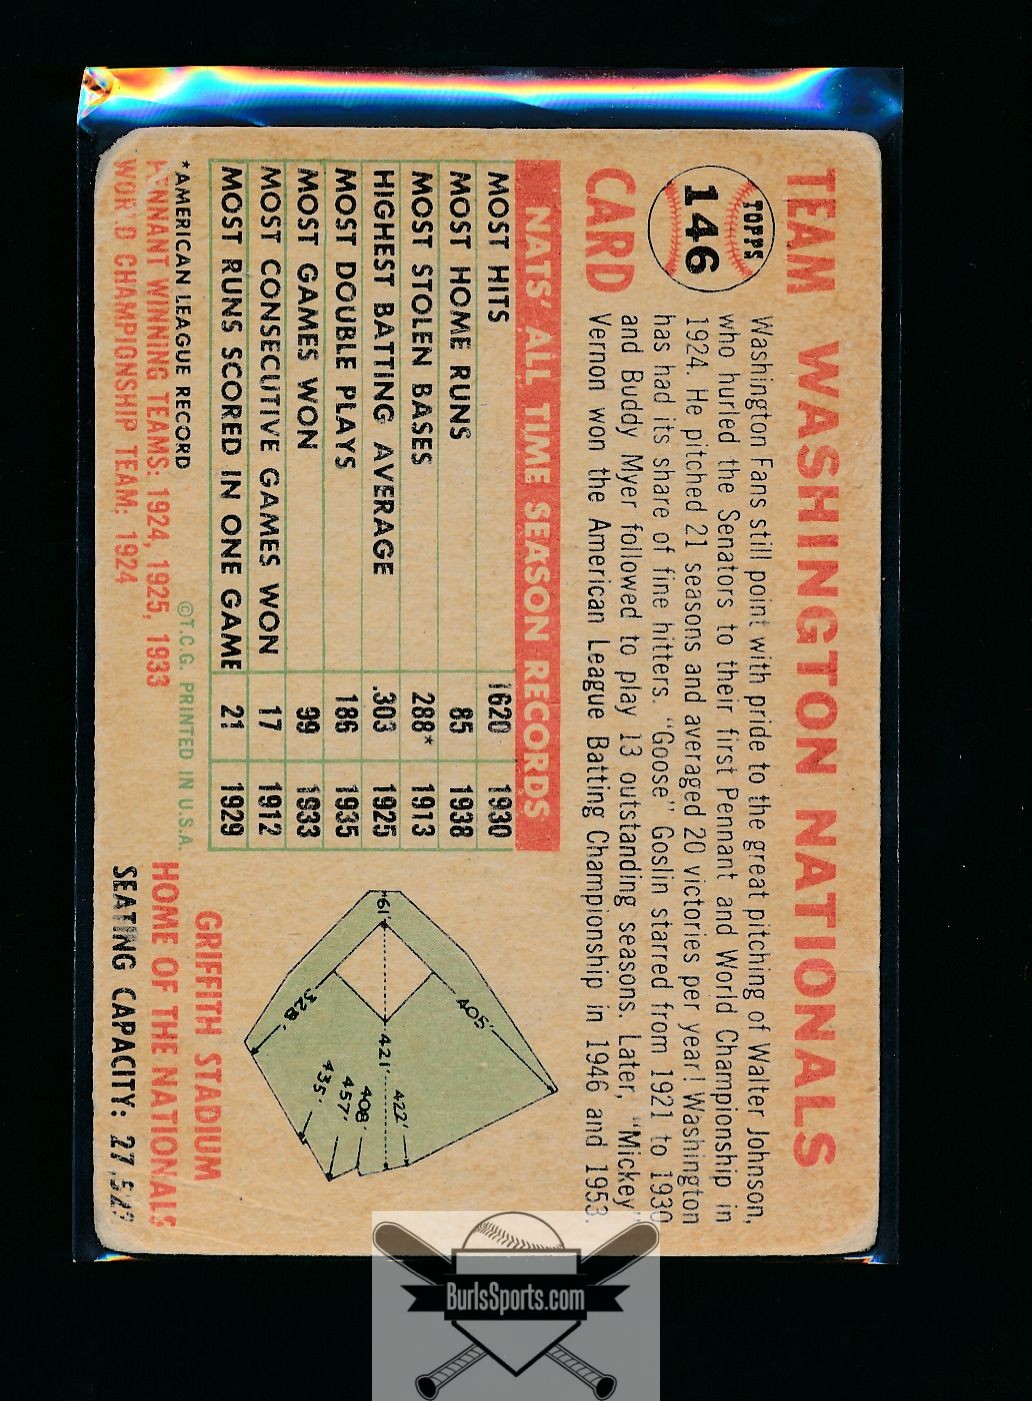 TEAM WASHINGTON NATIONALS
CARD
TOPPS
146
Washington Fans still point with pride to the great pitching of Walter Johnson,
who hurled the Senators to their first Pennant and World Championship in
1924. He pitched 21 seasons and averaged 20 victories per year! Washington
has had its share of fine hitters. "Goose" Goslin starred from 1921 to 1930
and Buddy Myer followed to play 13 outstanding seasons. Later, "Mickey"
Vernon won the American League Batting Championship in 1946 and 1953.
NATS' ALL TIME SEASON RECORDS
MOST HITS 1620 1930
MOST HOME RUNS 85 1938
MOST STOLEN BASES 288* 1913
HIGHEST BATTING AVERAGE .303 1925
MOST DOUBLE PLAYS 186 1935
MOST GAMES WON 99 1933
MOST CONSECUTIVE GAMES WON 17 1912
MOST RUNS SCORED IN ONE GAME 21 1929
*AMERICAN LEAGUE RECORD
©T.C.G. PRINTED IN U.S.A.
PENNANT WINNING TEAMS: 1924, 1925, 1933
WORLD CHAMPIONSHIP TEAM: 1924
61'
405'
328'
421'
422'
408'
457'
435'
GRIFFITH STADIUM
HOME OF THE NATIONALS
SEATING CAPACITY:
BurlsSports.com